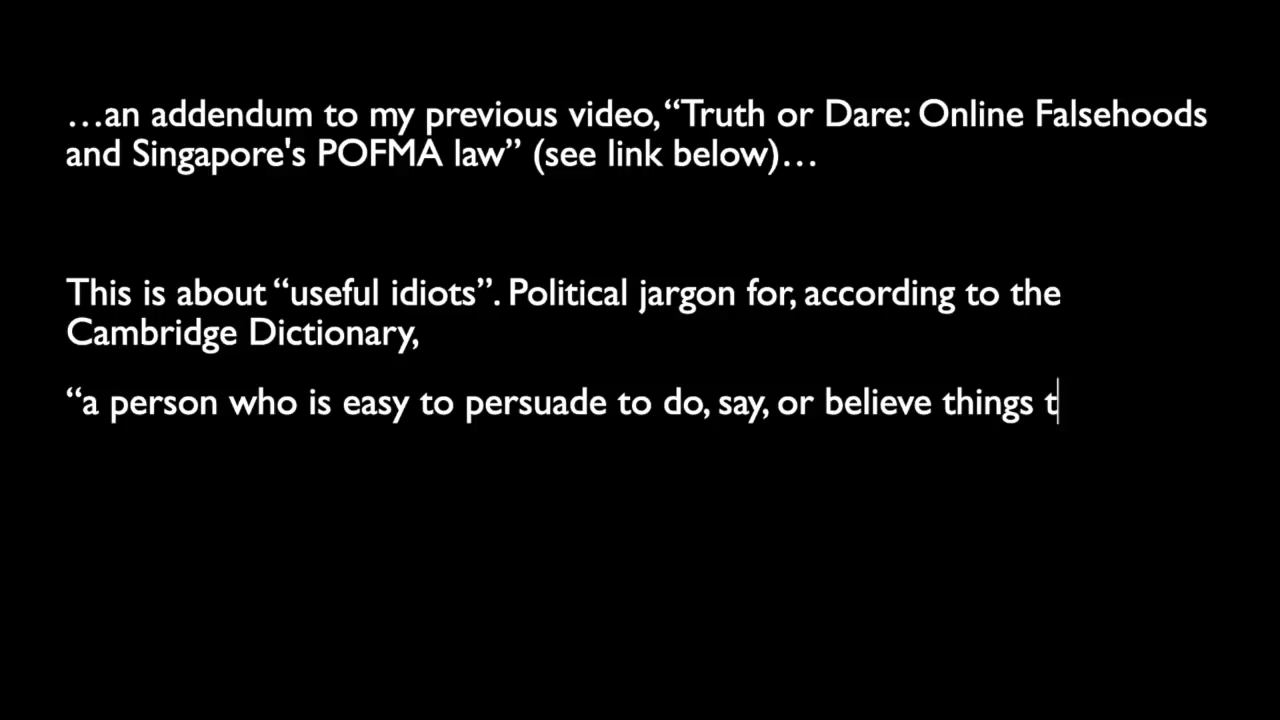 …an addendum to my previous video, “Truth or Dare: Online Falsehoods
and Singapore's POFMA law” (see link below)…
This is about “useful idiots”. Political jargon for, according to the
Cambridge Dictionary,
“a person who is easy to persuade to do, say, or believe things t